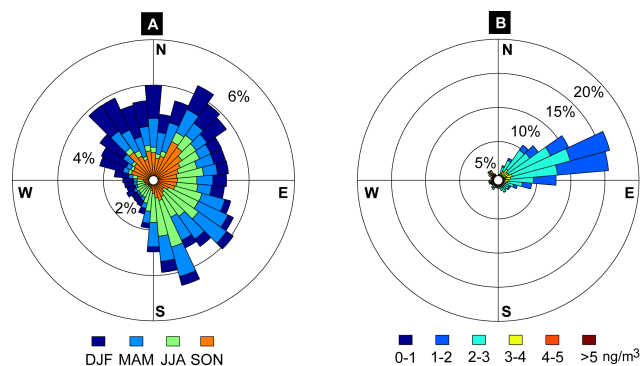 A
N
6%
4%
W
E
2%
S
DJF MAM JJA SON
B
N
20%
15%
10%
5%
W
E
S
0-1 1-2 2-3 3-4 4-5 >5 ng/m³